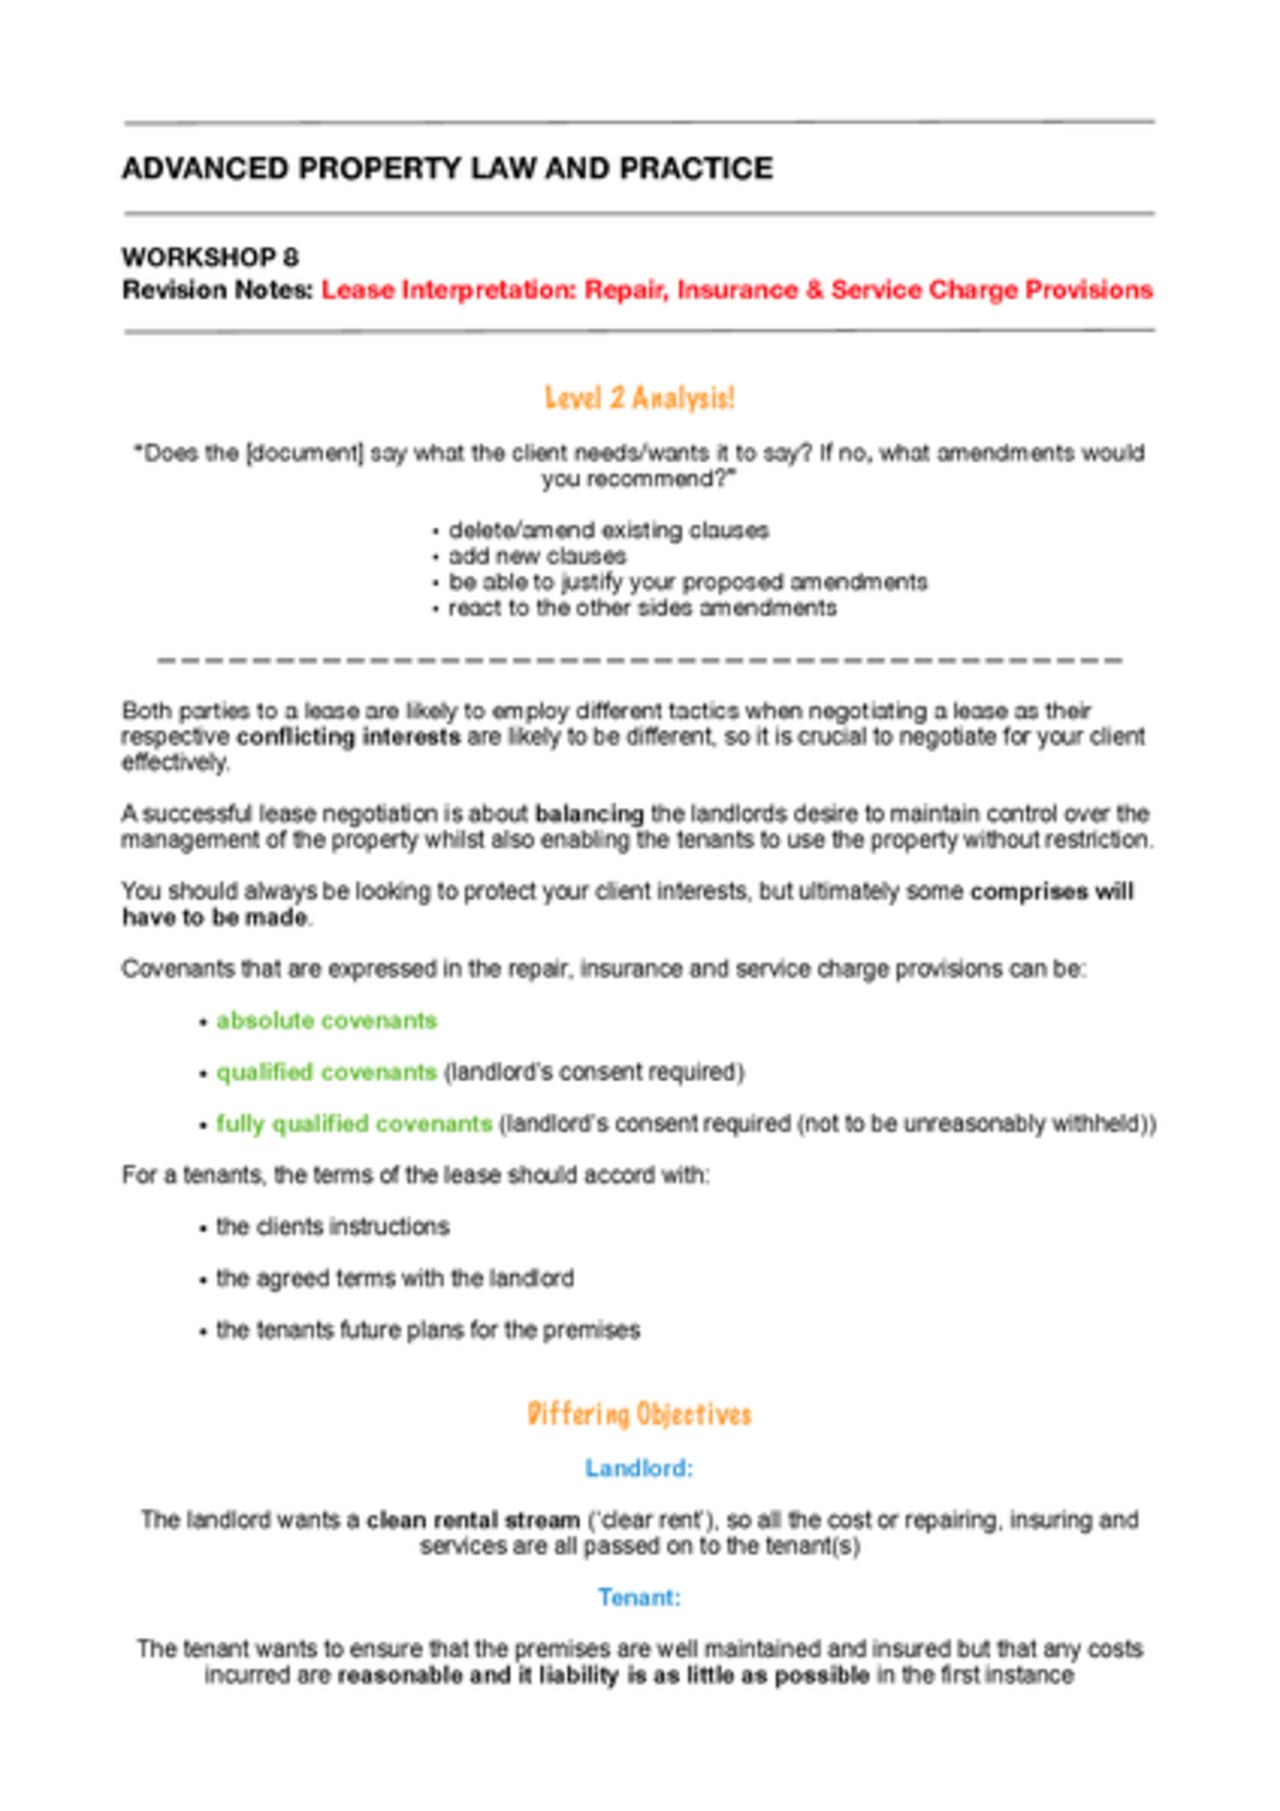 ADVANCED PROPERTY LAW AND PRACTICE
WORKSHOP 8
Revision Notes: Lease Interpretation: Repair, Insurance & Service Charge Provisions
Level 2 Analysis!
"Does the [document] say what the client needs/wants it to say? If no, what amendments would
you recommend?"
• delete/amend existing clauses
• add new clauses
• be able to justify your proposed amendments
• react to the other sides amendments
Both parties to a lease are likely to employ different tactics when negotiating a lease as their
respective conflicting interests are likely to be different, so it is crucial to negotiate for your client
effectively.
A successful lease negotiation is about balancing the landlords desire to maintain control over the
management of the property whilst also enabling the tenants to use the property without restriction.
You should always be looking to protect your client interests, but ultimately some comprises will
have to be made.
Covenants that are expressed in the repair, insurance and service charge provisions can be:
• absolute covenants
• qualified covenants (landlord's consent required)
• fully qualified covenants (landlord's consent required (not to be unreasonably withheld))
For a tenants, the terms of the lease should accord with:
• the clients instructions
• the agreed terms with the landlord
• the tenants future plans for the premises
Differing Objectives
Landlord:
The landlord wants a clean rental stream ('clear rent'), so all the cost or repairing, insuring and
services are all passed on to the tenant(s)
Tenant:
The tenant wants to ensure that the premises are well maintained and insured but that any costs
incurred are reasonable and it liability is as little as possible in the first instance